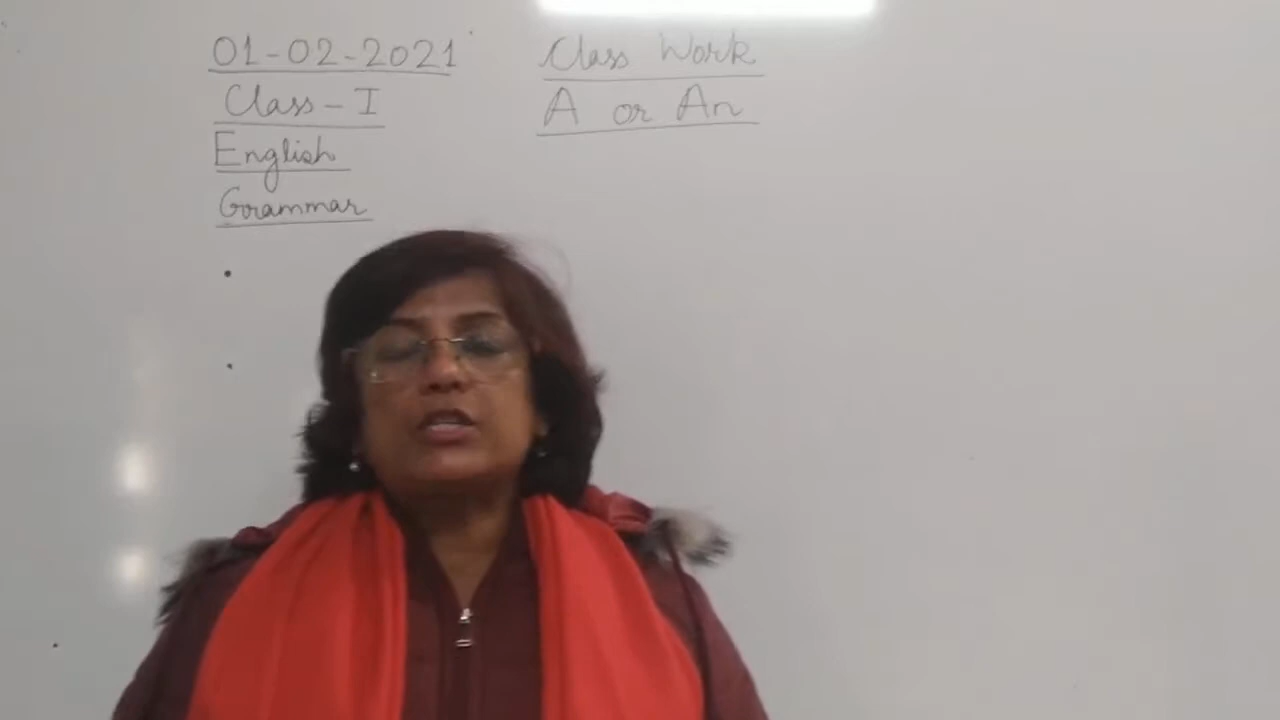 01-02-2021
Class - I
English
Grammar
Class Work
A or An